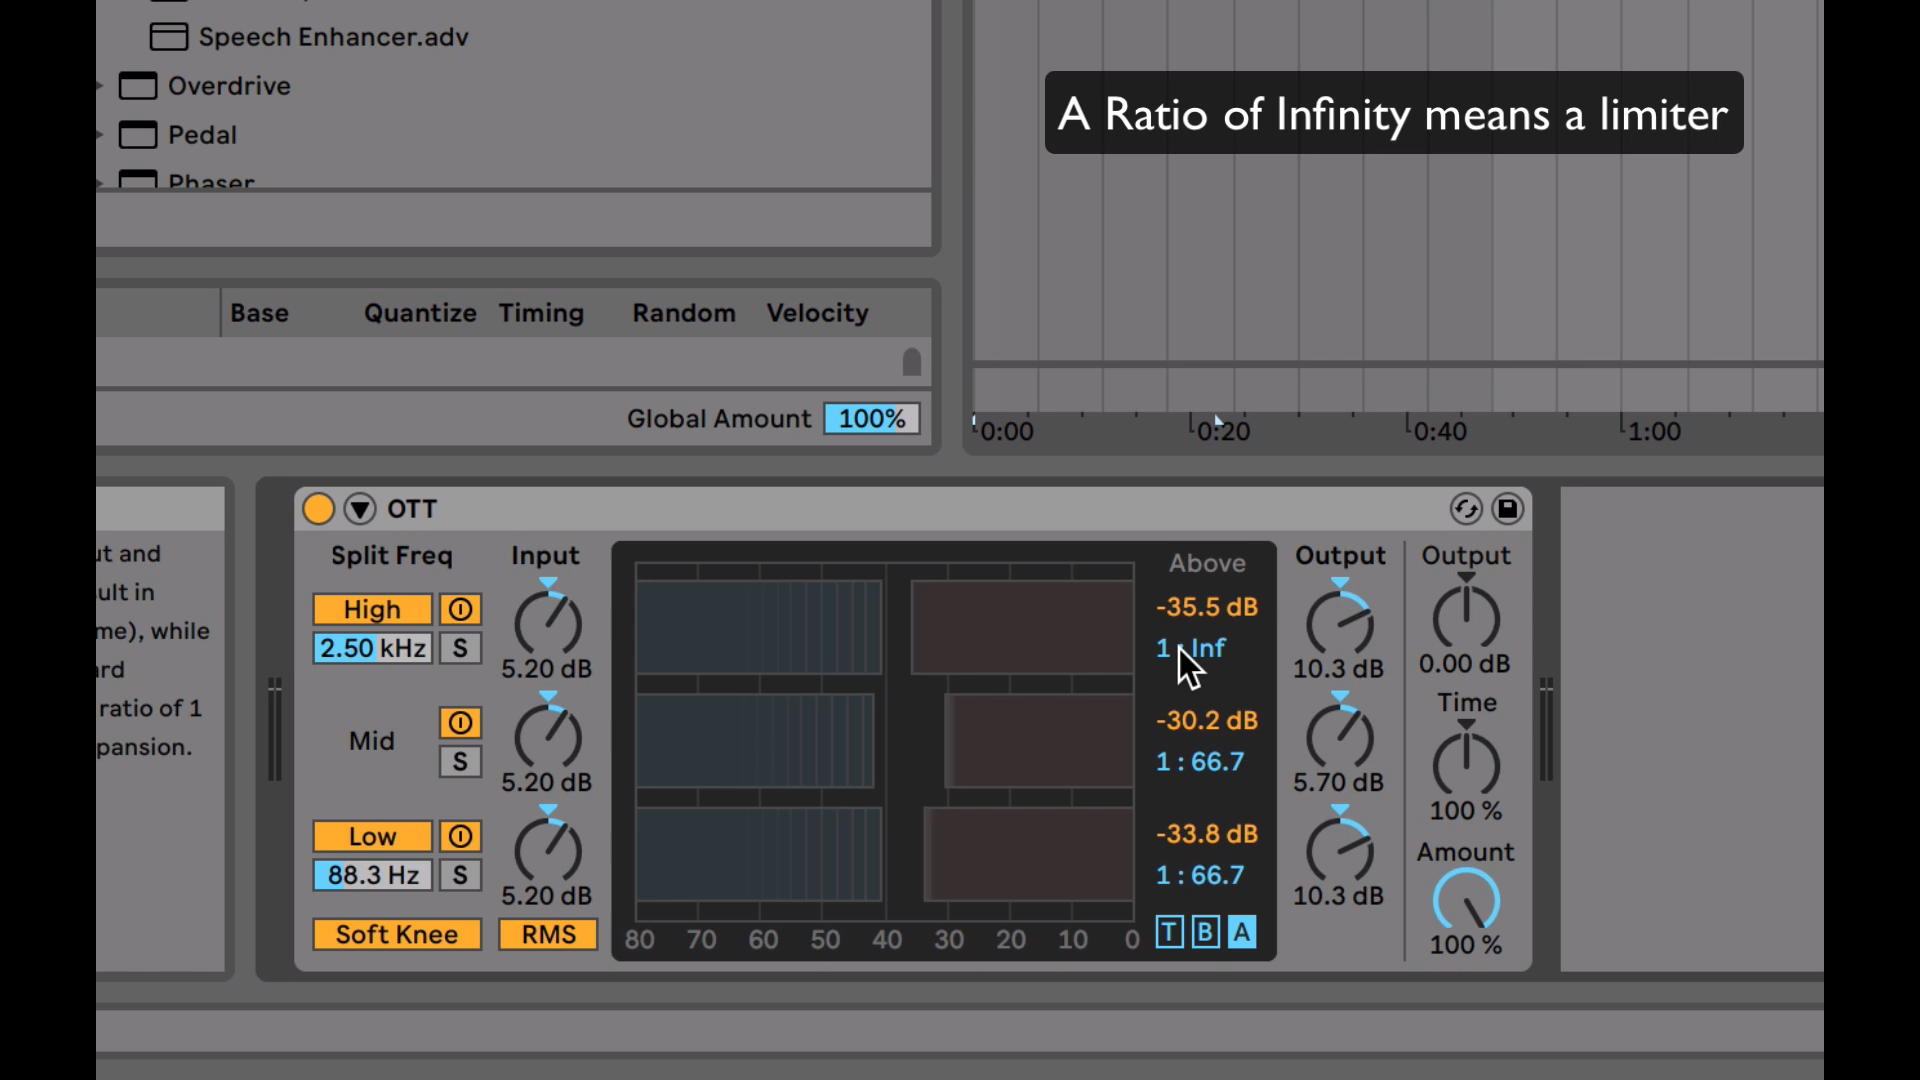 Speech Enhancer.adv
Overdrive
Pedal
Phaser
A Ratio of Infinity means a limiter
Base Quantize Timing Random Velocity
Global Amount 100%
0:00 0:20 0:40 1:00
OTT
ut and
ult in
me), while
ard
ratio of 1
pansion.
Split Freq Input Above Output Output
High -35.5 dB
2.50 kHz S 5.20 dB 1 : Inf 10.3 dB 0.00 dB
Time
Mid -30.2 dB
S 5.20 dB 1 : 66.7 5.70 dB 100 %
Low -33.8 dB Amount
88.3 Hz S 5.20 dB 1 : 66.7 10.3 dB
Soft Knee RMS 80 70 60 50 40 30 20 10 0 T B A 100 %